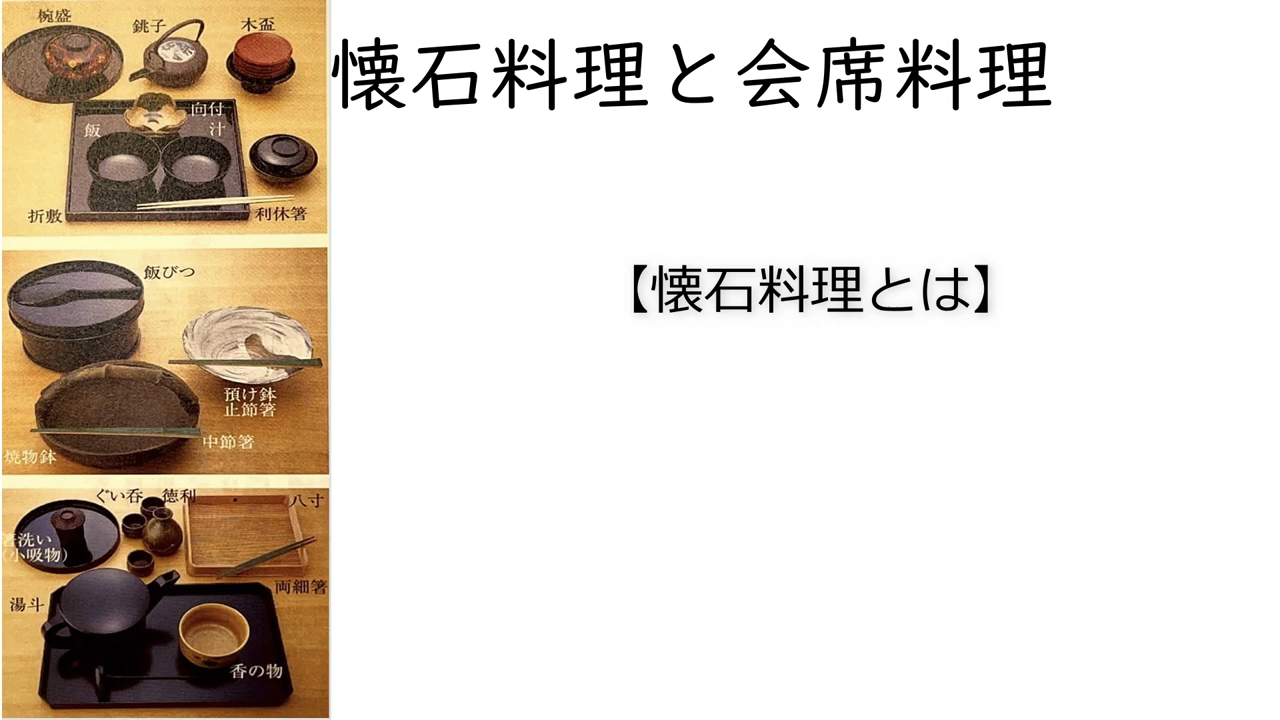 懐石料理と会席料理
【懐石料理とは】
椀盛
銚子
木盃
向付
飯
汁
折敷
利休箸
飯びつ
預け鉢
止節箸
中節箸
焼物鉢
ぐい呑
徳利
八寸
箸洗い
(小吸物)
両細箸
湯斗
香の物